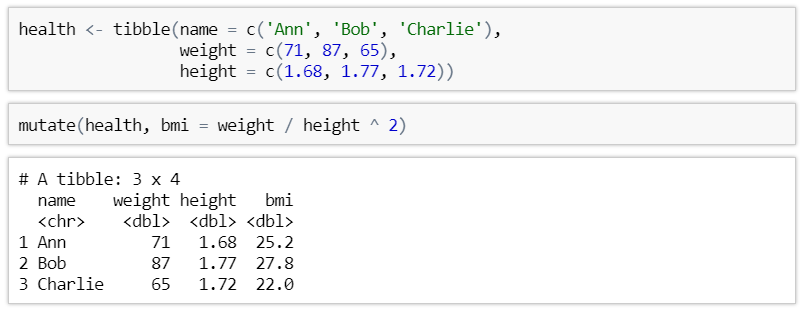 health <- tibble(name = c('Ann', 'Bob', 'Charlie'),
                 weight = c(71, 87, 65),
                 height = c(1.68, 1.77, 1.72))
mutate(health, bmi = weight / height ^ 2)
# A tibble: 3 x 4
  name    weight height   bmi
  <chr>    <dbl>  <dbl> <dbl>
1 Ann         71   1.68  25.2
2 Bob         87   1.77  27.8
3 Charlie     65   1.72  22.0